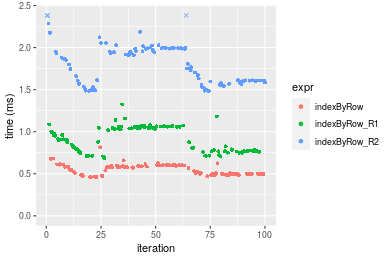 2.5
2.0
1.5
1.0
0.5
0.0
time (ms)
0
25
50
75
100
iteration
expr
indexByRow
indexByRow_R1
indexByRow_R2